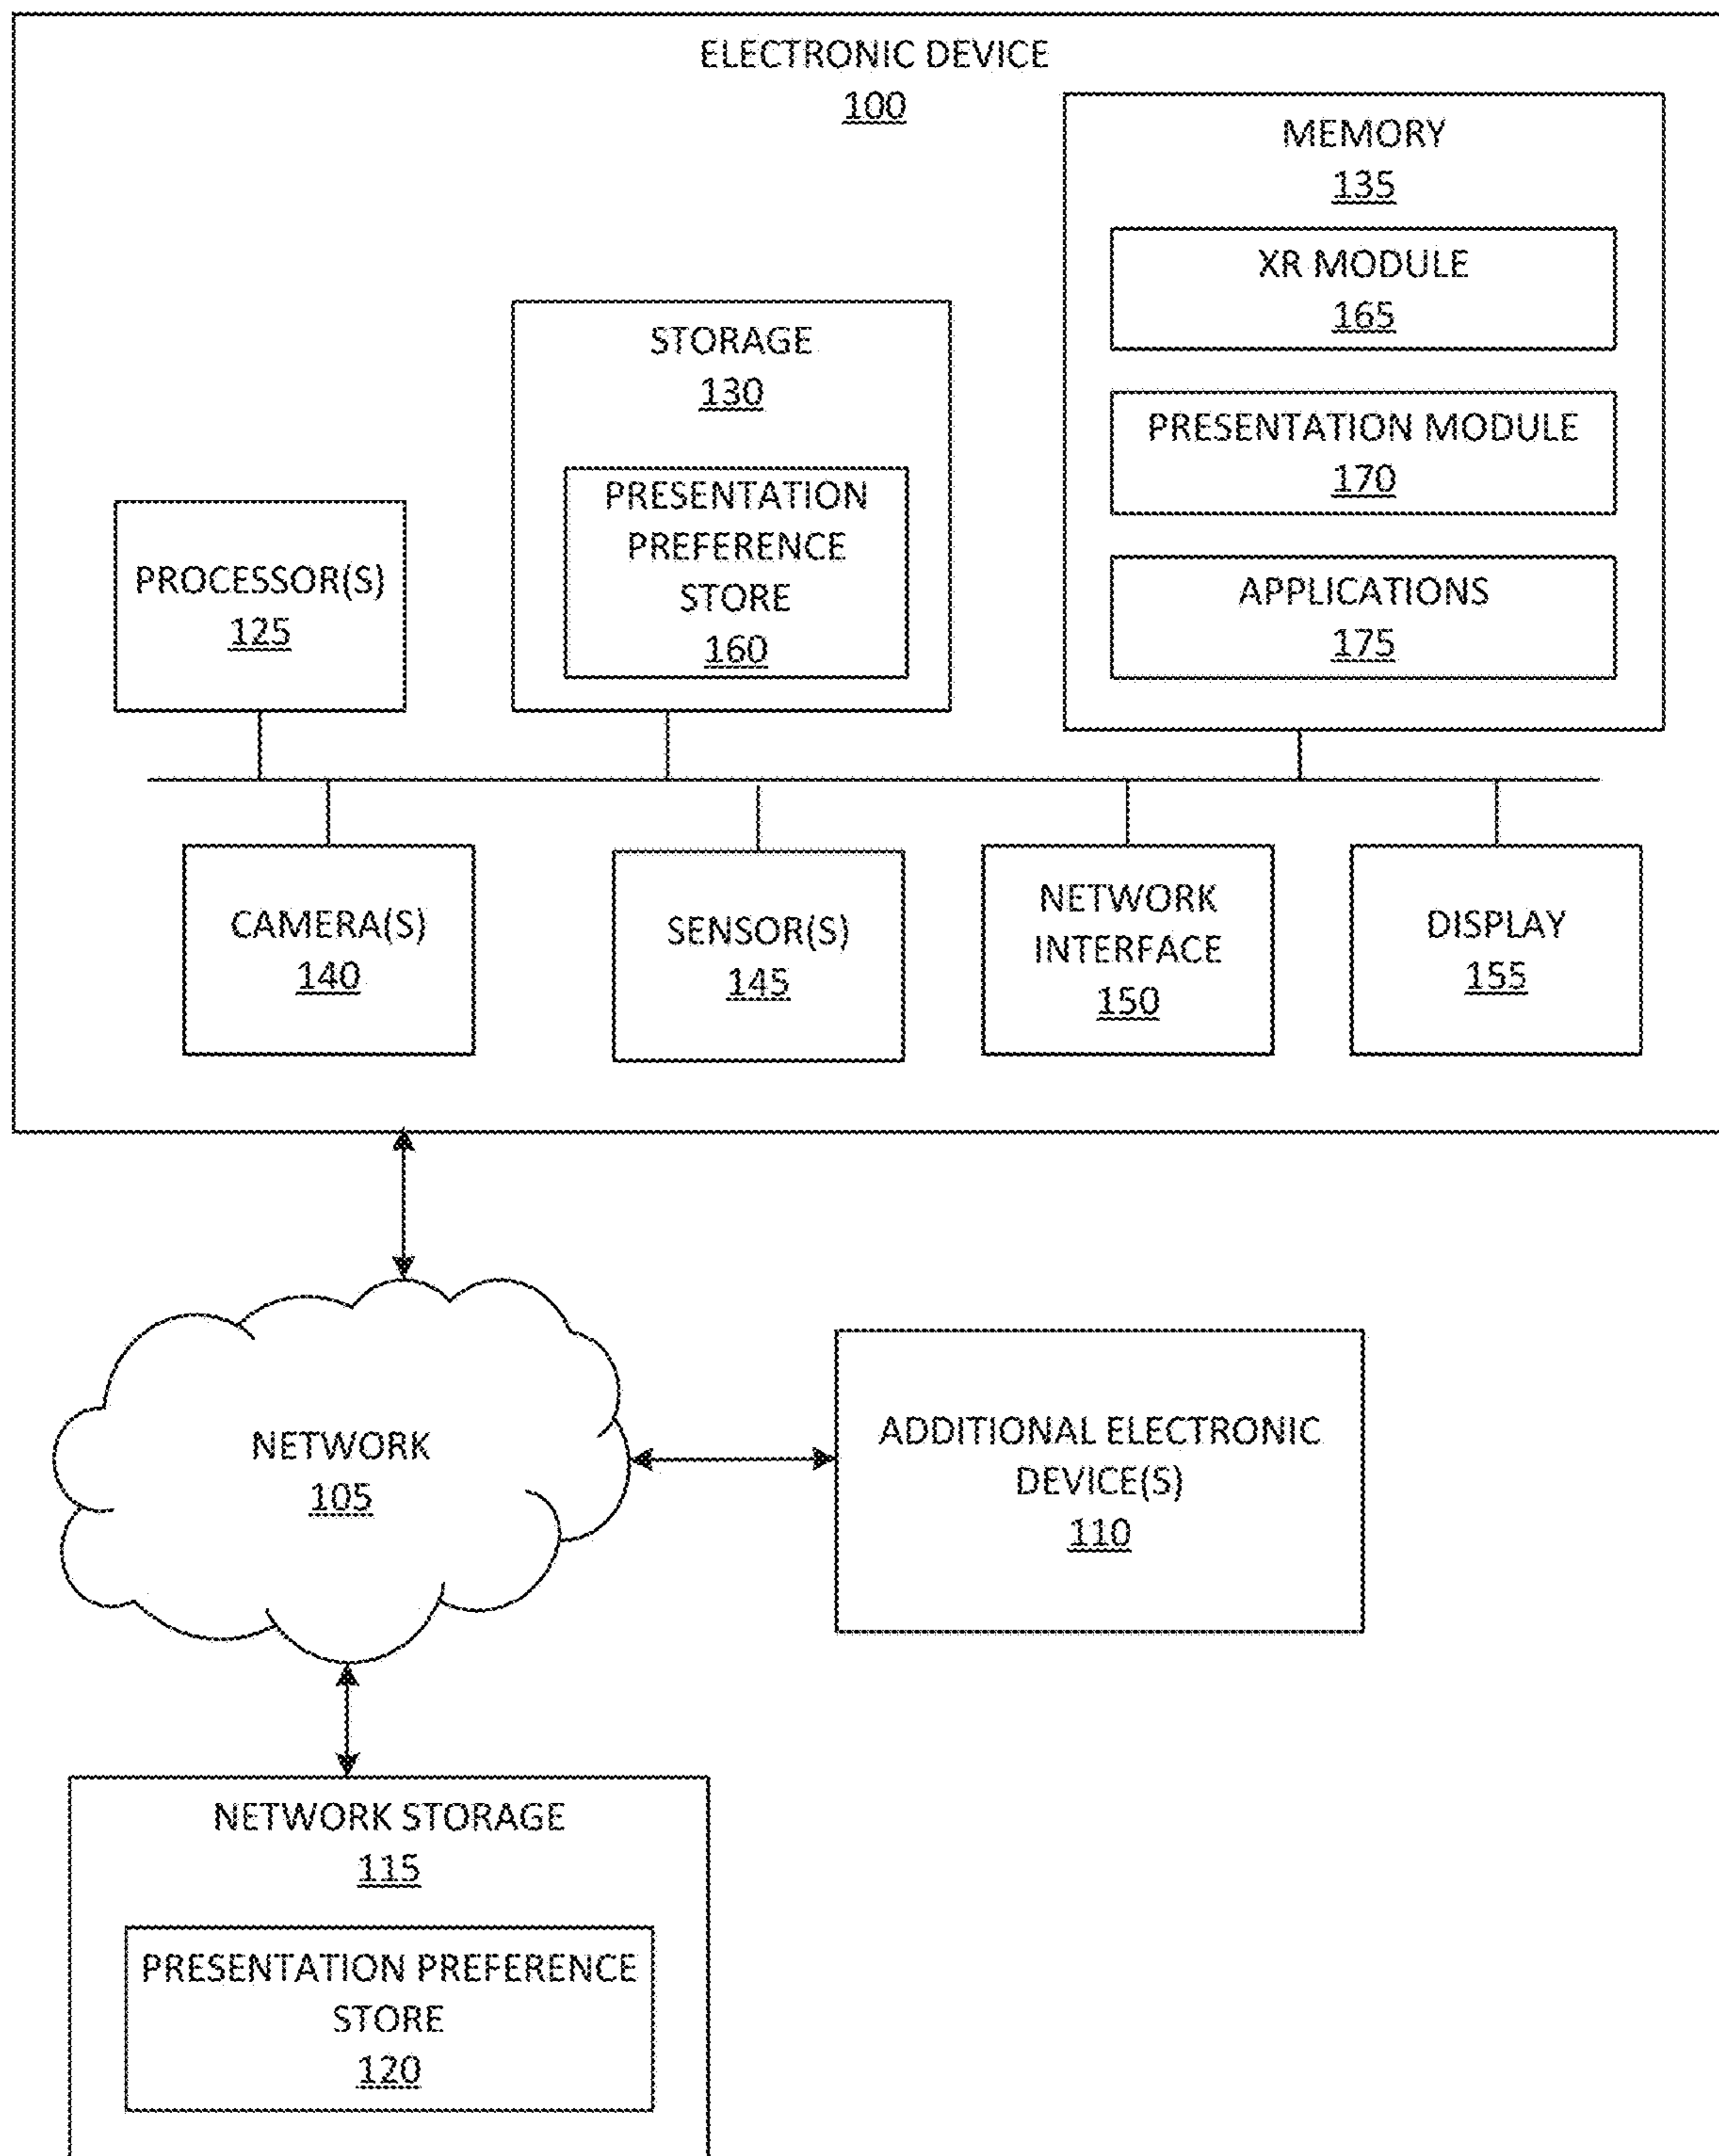 ELECTRONIC DEVICE
100
MEMORY
135
XR MODULE
165
PRESENTATION MODULE
170
APPLICATIONS
175
STORAGE
130
PRESENTATION
PREFERENCE
STORE
160
PROCESSOR(S)
125
CAMERA(S)
140
SENSOR(S)
145
NETWORK
INTERFACE
150
DISPLAY
155
NETWORK
105
ADDITIONAL ELECTRONIC
DEVICE(S)
110
NETWORK STORAGE
115
PRESENTATION PREFERENCE
STORE
120